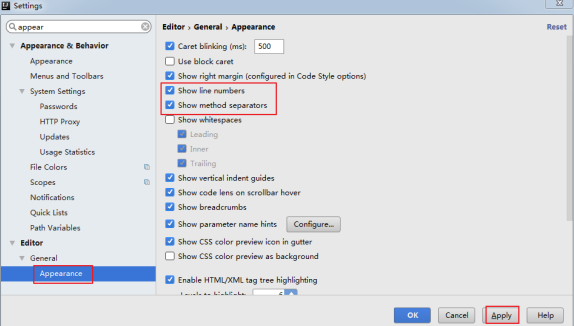 Settings
appear
Appearance & Behavior
Appearance
Menus and Toolbars
System Settings
Passwords
HTTP Proxy
Updates
Usage Statistics
File Colors
Scopes
Notifications
Quick Lists
Path Variables
Editor
General
Appearance
Editor › General › Appearance
Reset
Caret blinking (ms): 500
Use block caret
Show right margin (configured in Code Style options)
Show line numbers
Show method separators
Show whitespaces
Leading
Inner
Trailing
Show vertical indent guides
Show code lens on scrollbar hover
Show breadcrumbs
Show parameter name hints Configure...
Show CSS color preview icon in gutter
Show CSS color preview as background
Enable HTML/XML tag tree highlighting
Levels to highlight: 6
OK Cancel Apply Help